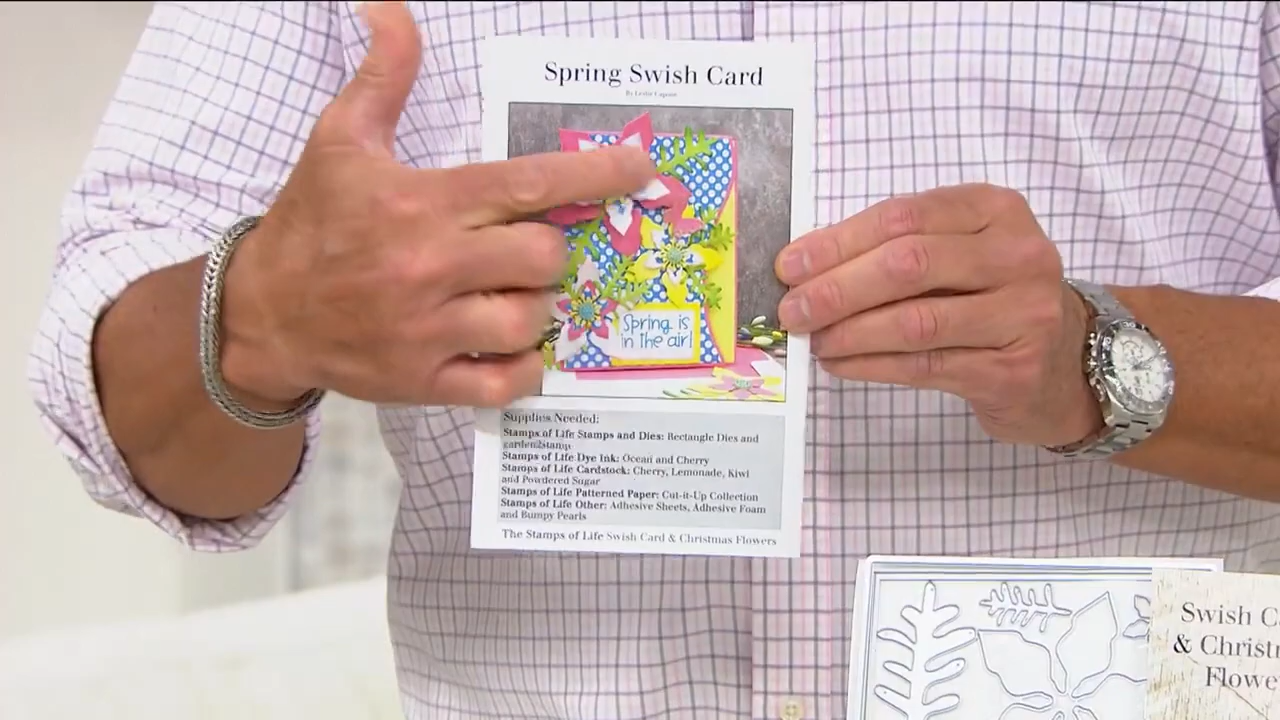 Spring Swish Card
Spring is
in the air!
Supplies Needed:
Stamps of Life Stamps and Dies: Rectangle Dies and
garden2stamp
Stamps of Life Dye Ink: Ocean and Cherry
Stamps of Life Cardstock: Cherry, Lemonade, Kiwi
and Powdered Sugar
Stamps of Life Patterned Paper: Cut-it-Up Collection
Stamps of Life Other: Adhesive Sheets, Adhesive Foam
and Bumpy Pearls
The Stamps of Life Swish Card & Christmas Flowers
Swish
&